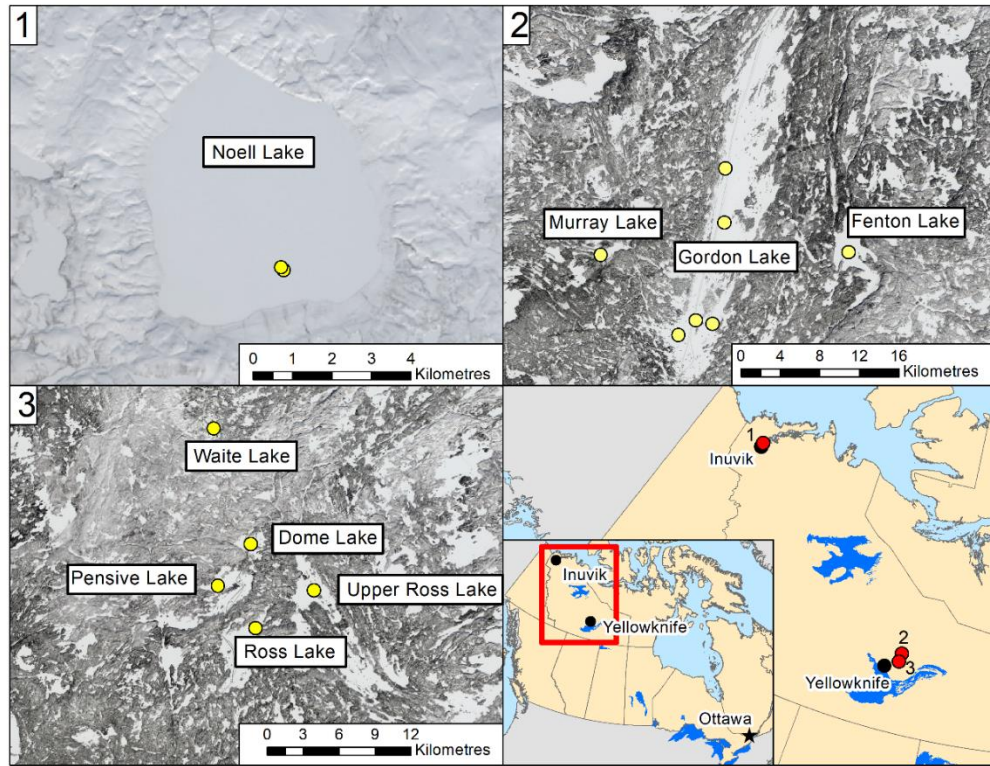 1
Noell Lake
0 1 2 3 4
Kilometres
2
Murray Lake
Gordon Lake
Fenton Lake
0 4 8 12 16
Kilometres
3
Waite Lake
Dome Lake
Pensive Lake
Upper Ross Lake
Ross Lake
0 3 6 9 12
Kilometres
1
Inuvik
2
3
Yellowknife
Inuvik
Yellowknife
Ottawa